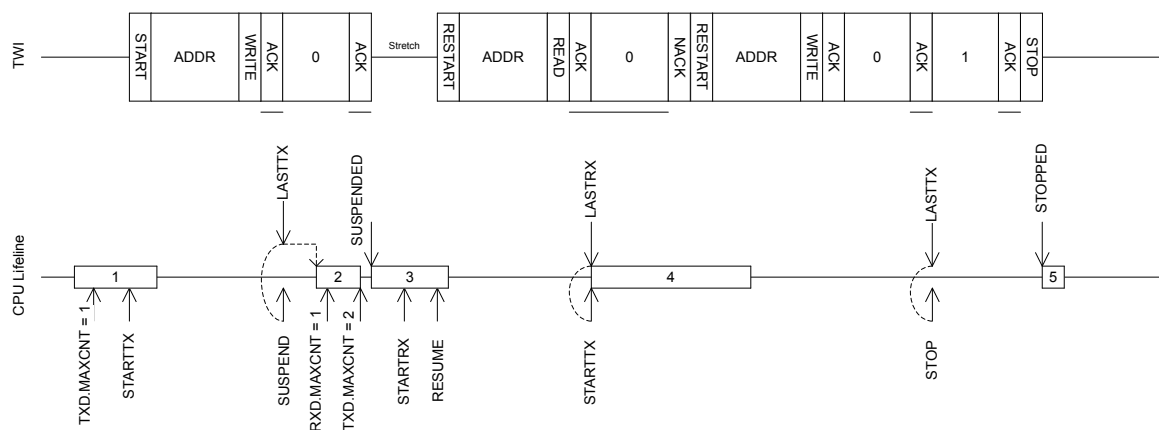 TWI
START
ADDR
WRITE
ACK
0
ACK
Stretch
RESTART
ADDR
READ
ACK
0
NACK
RESTART
ADDR
WRITE
ACK
0
ACK
1
ACK
STOP
CPU Lifeline
LASTTX
SUSPENDED
LASTRX
LASTTX
STOPPED
1
2
3
4
5
TXD.MAXCNT = 1
STARTTX
SUSPEND
RXD.MAXCNT = 1
TXD.MAXCNT = 2
STARTRX
RESUME
STARTTX
STOP